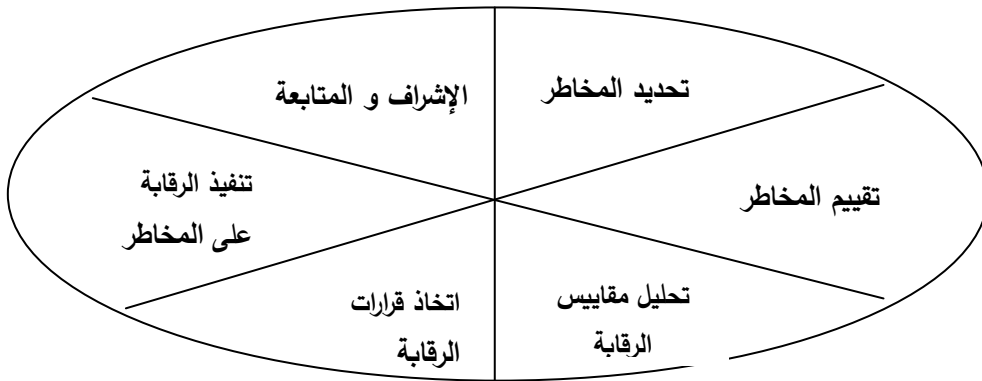 تحديد المخاطر
الإشراف و المتابعة
تقييم المخاطر
تنفيذ الرقابة
على المخاطر
تحليل مقاييس
الرقابة
اتخاذ قرارات
الرقابة